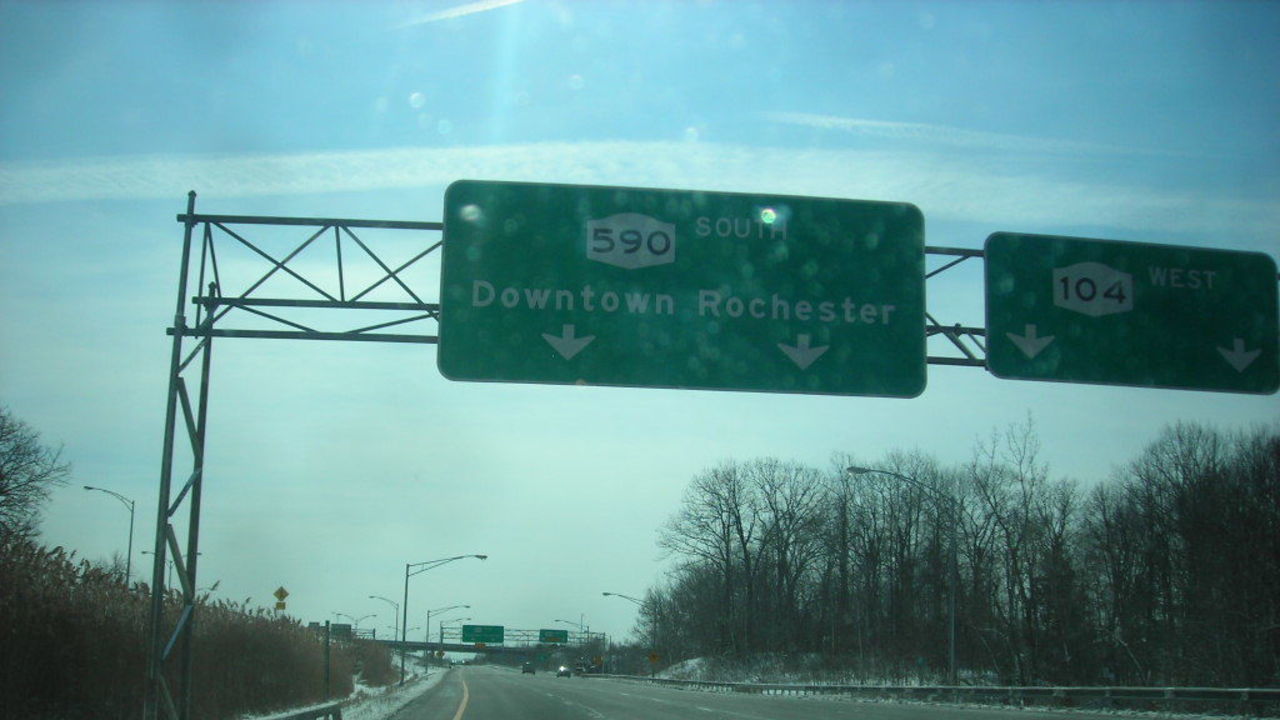 590 SOUTH
Downtown Rochester
104 WEST